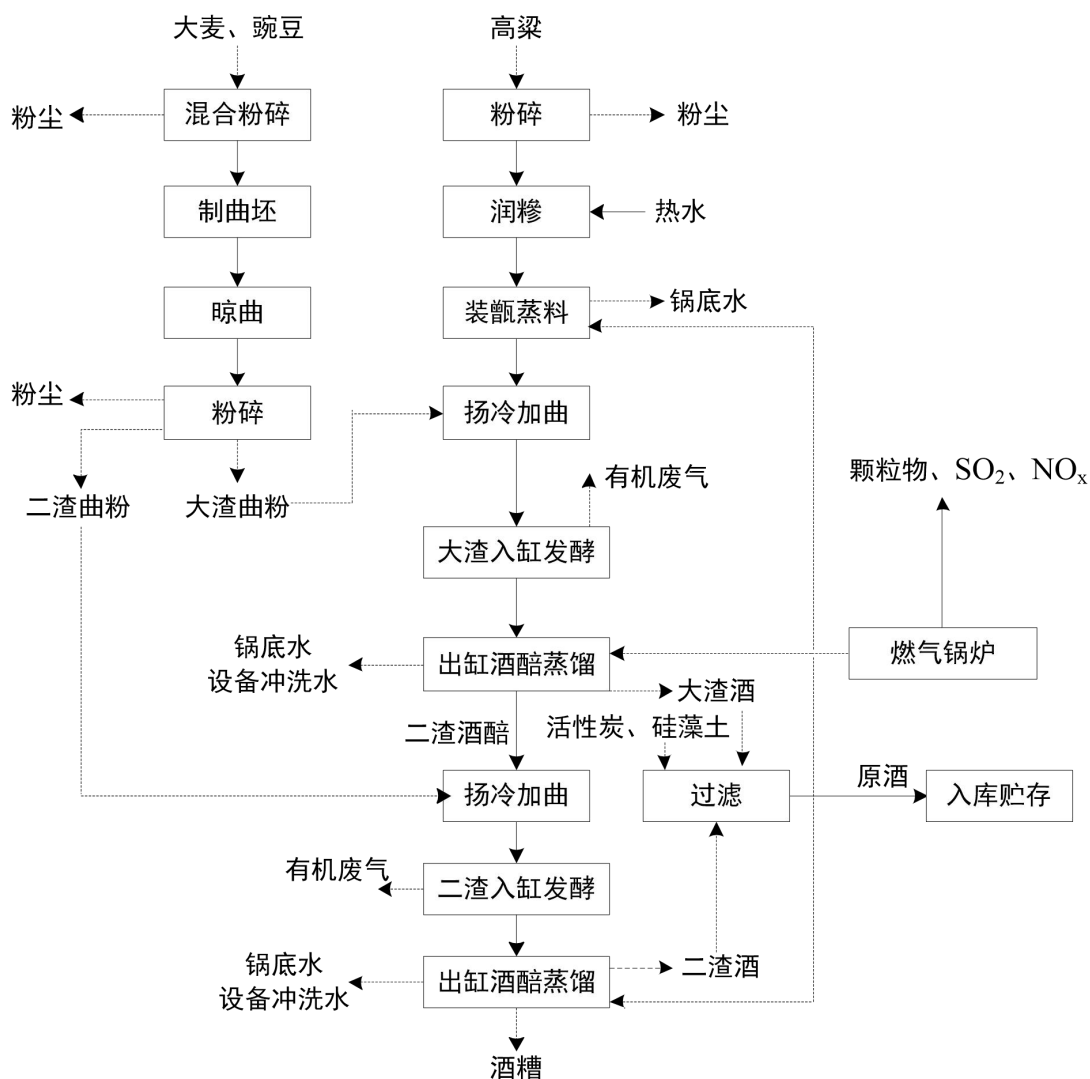 大麦、豌豆
高粱
粉尘
混合粉碎
粉碎
粉尘
制曲坯
润糁
热水
晾曲
装甑蒸料
锅底水
粉尘
粉碎
扬冷加曲
二渣曲粉
大渣曲粉
有机废气
颗粒物、SO₂、NOₓ
大渣入缸发酵
锅底水
设备冲洗水
出缸酒醅蒸馏
燃气锅炉
大渣酒
二渣酒醅
活性炭、硅藻土
扬冷加曲
过滤
原酒
入库贮存
有机废气
二渣入缸发酵
锅底水
设备冲洗水
出缸酒醅蒸馏
二渣酒
酒糟